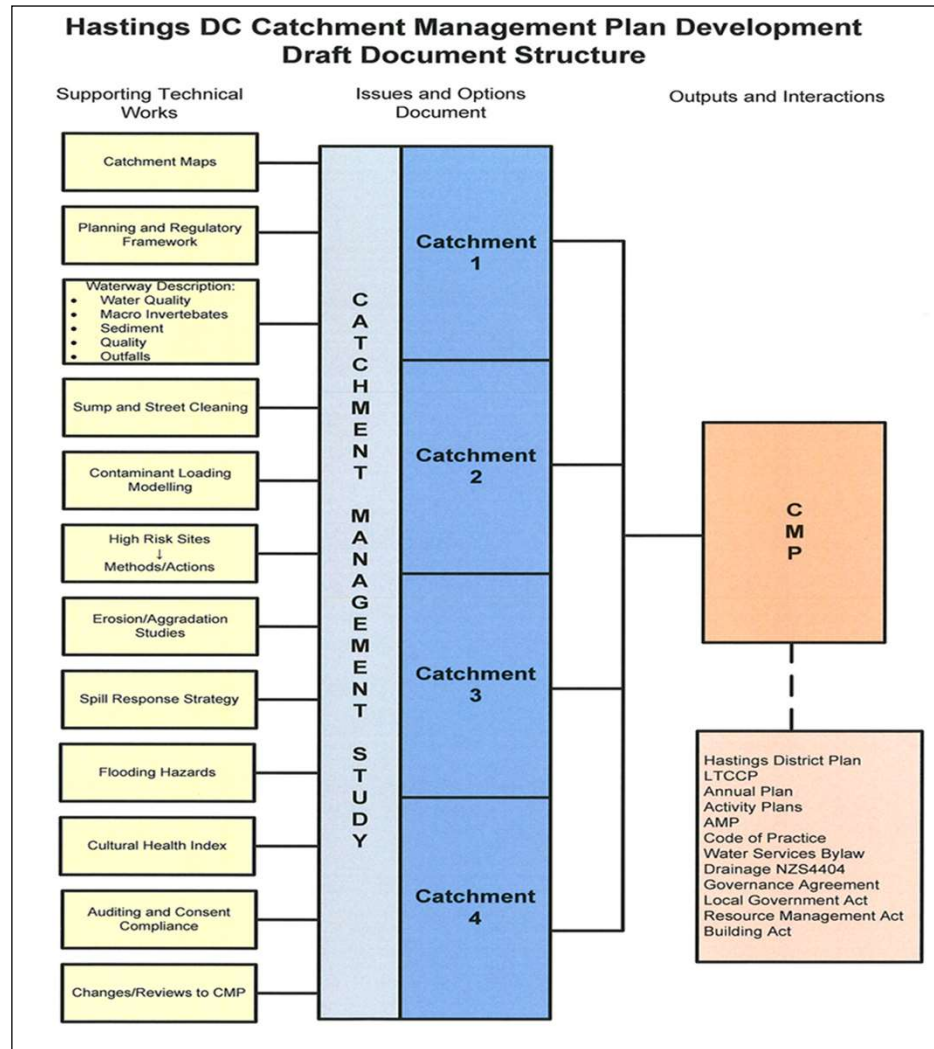 Hastings DC Catchment Management Plan Development
Draft Document Structure
Supporting Technical
Works
Issues and Options
Document
Outputs and Interactions
Catchment Maps
Planning and Regulatory
Framework
Waterway Description:
• Water Quality
• Macro Invertebates
• Sediment
• Quality
• Outfalls
Sump and Street Cleaning
Contaminant Loading
Modelling
High Risk Sites
↓
Methods/Actions
Erosion/Aggradation
Studies
Spill Response Strategy
Flooding Hazards
Cultural Health Index
Auditing and Consent
Compliance
Changes/Reviews to CMP
CATCHMENT MANAGEMENT STUDY
Catchment
1
Catchment
2
Catchment
3
Catchment
4
CMP
Hastings District Plan
LTCCP
Annual Plan
Activity Plans
AMP
Code of Practice
Water Services Bylaw
Drainage NZS4404
Governance Agreement
Local Government Act
Resource Management Act
Building Act